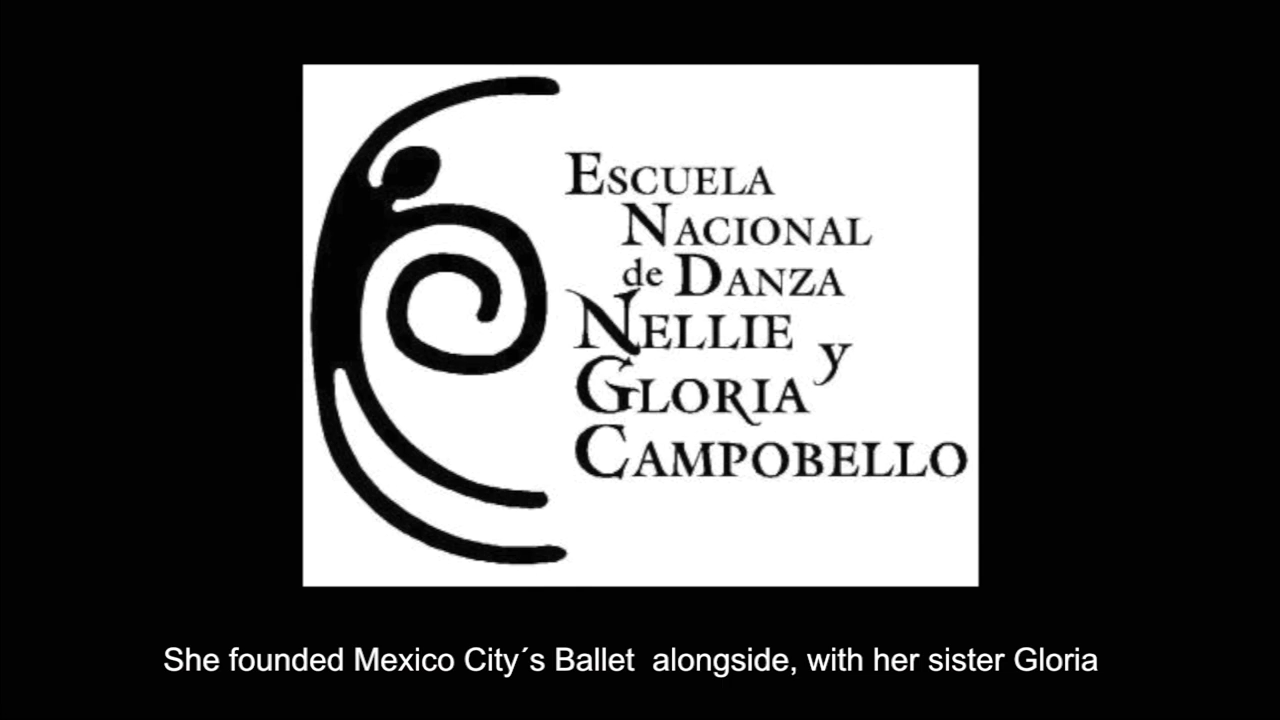 Escuela
Nacional
de Danza
Nellie y
Gloria
Campobello
She founded Mexico City´s Ballet  alongside, with her sister Gloria